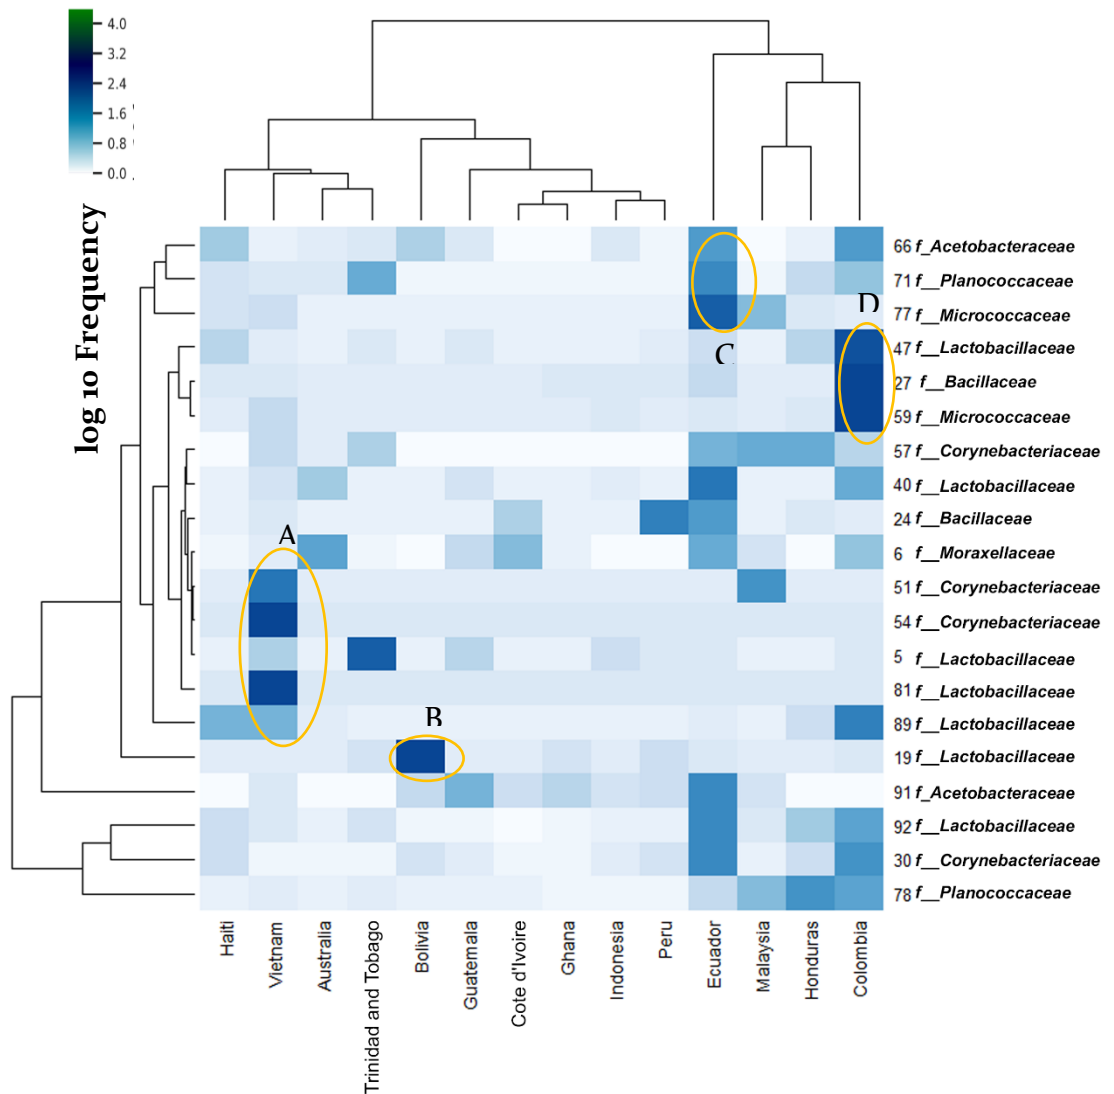 4.0
3.2
2.4
1.6
0.8
0.0
log 10 Frequency
A
B
C
D
66 f_Acetobacteraceae
71 f__Planococcaceae
77 f__Micrococcaceae
47 f__Lactobacillaceae
27 f__Bacillaceae
59 f__Micrococcaceae
57 f__Corynebacteriaceae
40 f__Lactobacillaceae
24 f__Bacillaceae
6 f__Moraxellaceae
51 f__Corynebacteriaceae
54 f__Corynebacteriaceae
5 f__Lactobacillaceae
81 f__Lactobacillaceae
89 f__Lactobacillaceae
19 f__Lactobacillaceae
91 f_Acetobacteraceae
92 f__Lactobacillaceae
30 f__Corynebacteriaceae
78 f__Planococcaceae
Haiti
Vietnam
Australia
Trinidad and Tobago
Bolivia
Guatemala
Cote d'Ivoire
Ghana
Indonesia
Peru
Ecuador
Malaysia
Honduras
Colombia